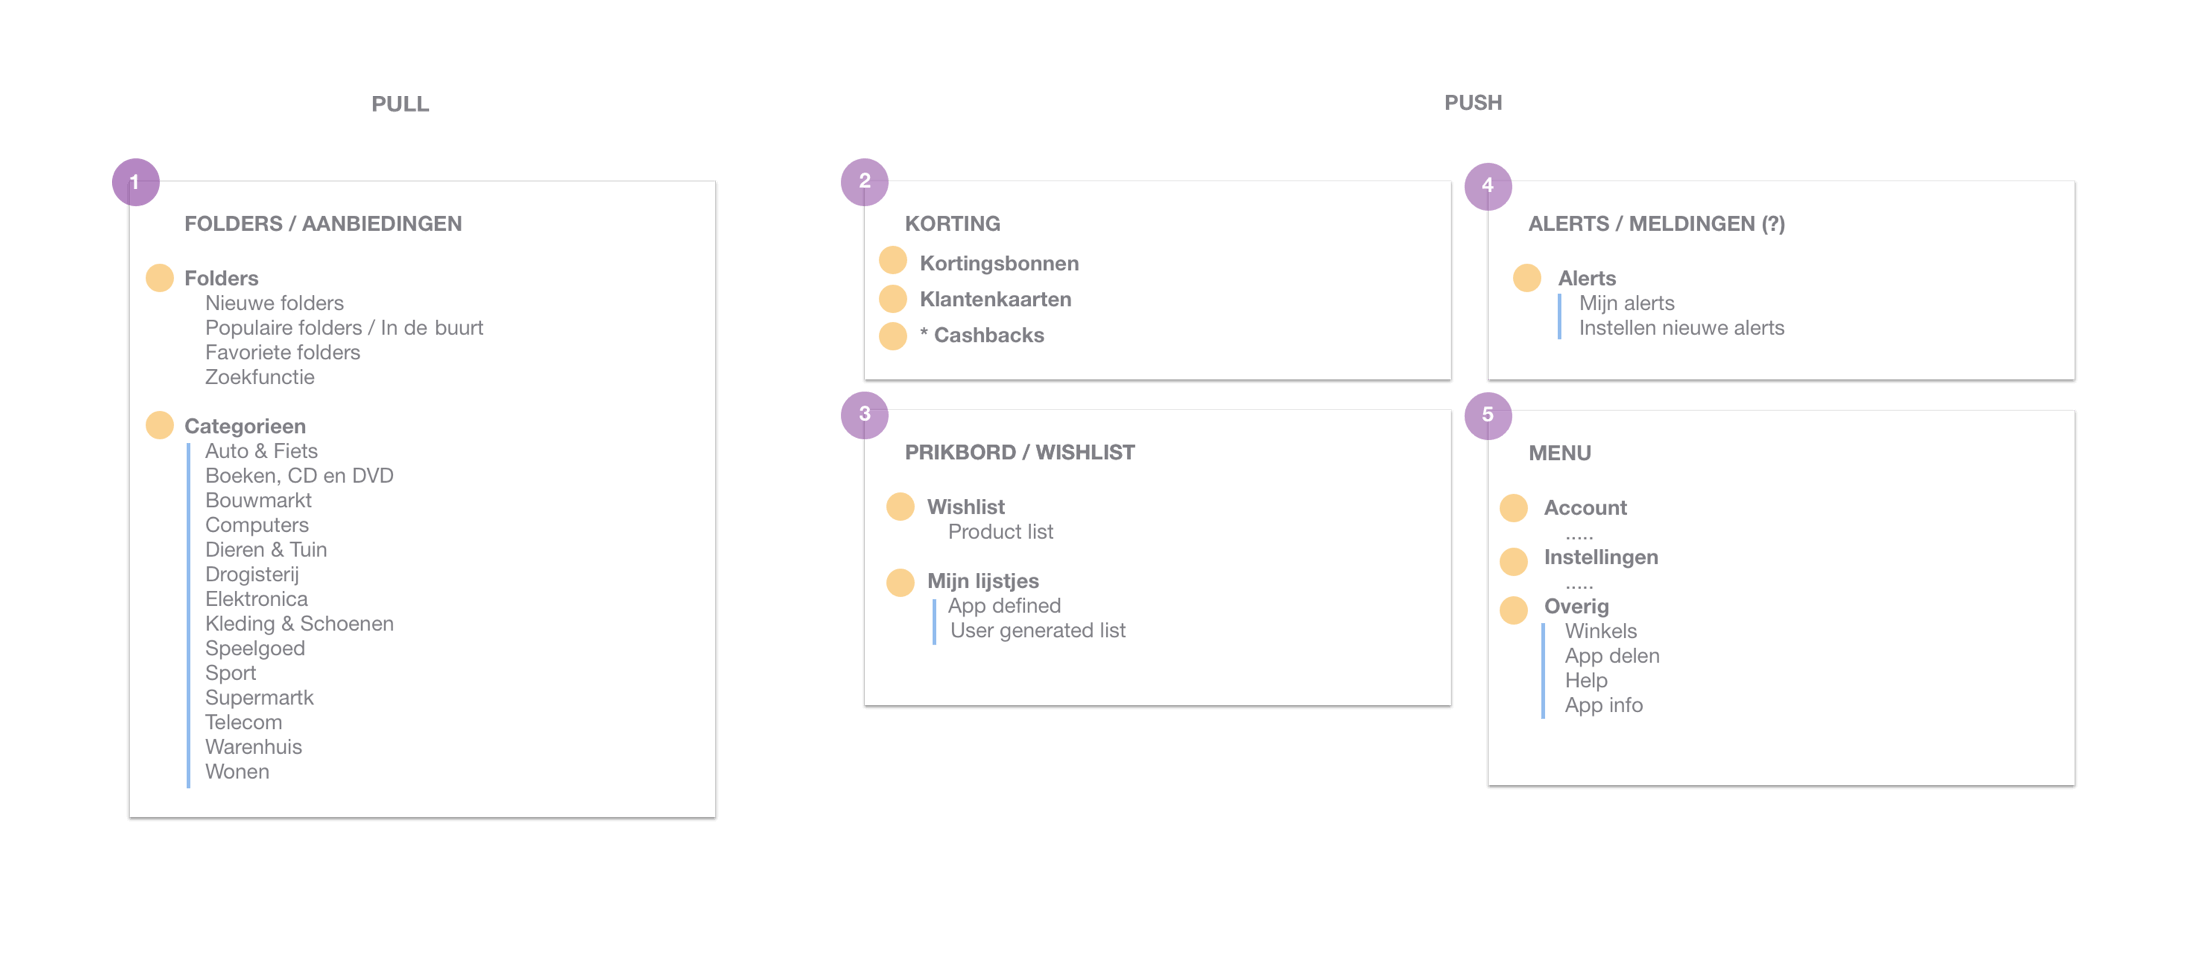 PULL
PUSH
1
FOLDERS / AANBIEDINGEN
Folders
Nieuwe folders
Populaire folders / In de buurt
Favoriete folders
Zoekfunctie
Categorieen
Auto & Fiets
Boeken, CD en DVD
Bouwmarkt
Computers
Dieren & Tuin
Drogisterij
Elektronica
Kleding & Schoenen
Speelgoed
Sport
Supermartk
Telecom
Warenhuis
Wonen
2
KORTING
Kortingsbonnen
Klantenkaarten
* Cashbacks
3
PRIKBORD / WISHLIST
Wishlist
Product list
Mijn lijstjes
App defined
User generated list
4
ALERTS / MELDINGEN (?)
Alerts
Mijn alerts
Instellen nieuwe alerts
5
MENU
Account
.....
Instellingen
.....
Overig
Winkels
App delen
Help
App info